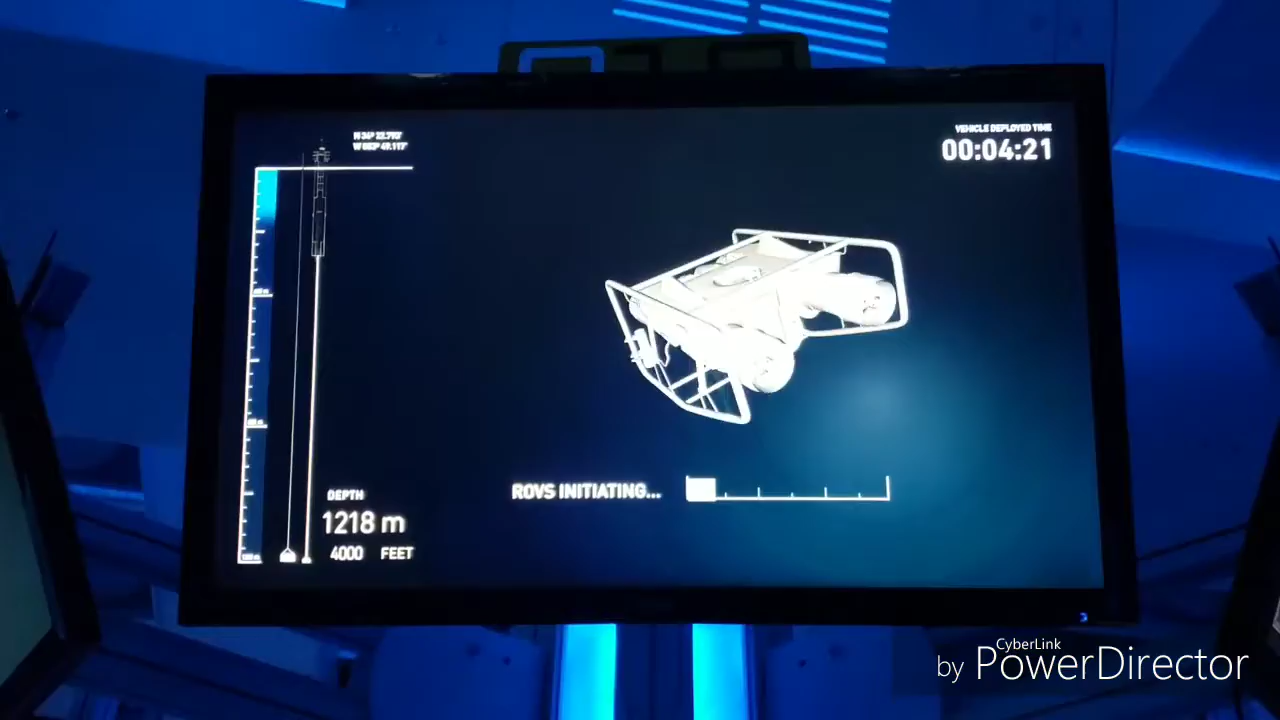 VEHICLE DEPLOYED TIME
00:04:21
ROVS INITIATING...
DEPTH
1218 m
4000 FEET
CyberLink
by PowerDirector